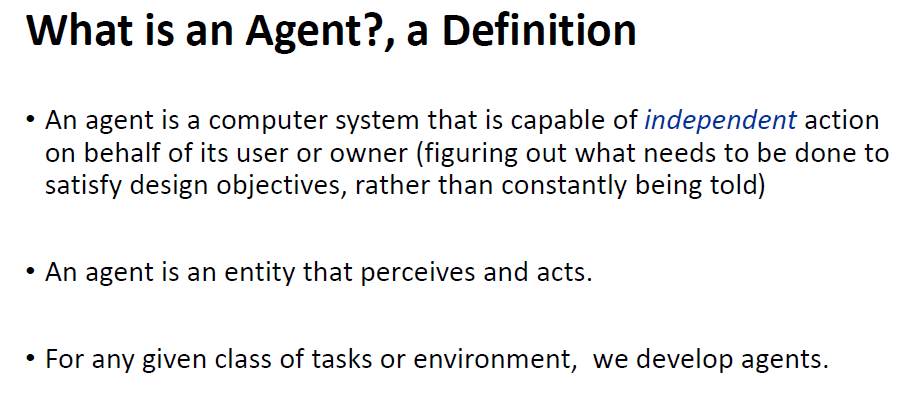 What is an Agent?, a Definition
• An agent is a computer system that is capable of independent action
on behalf of its user or owner (figuring out what needs to be done to
satisfy design objectives, rather than constantly being told)
• An agent is an entity that perceives and acts.
• For any given class of tasks or environment,  we develop agents.